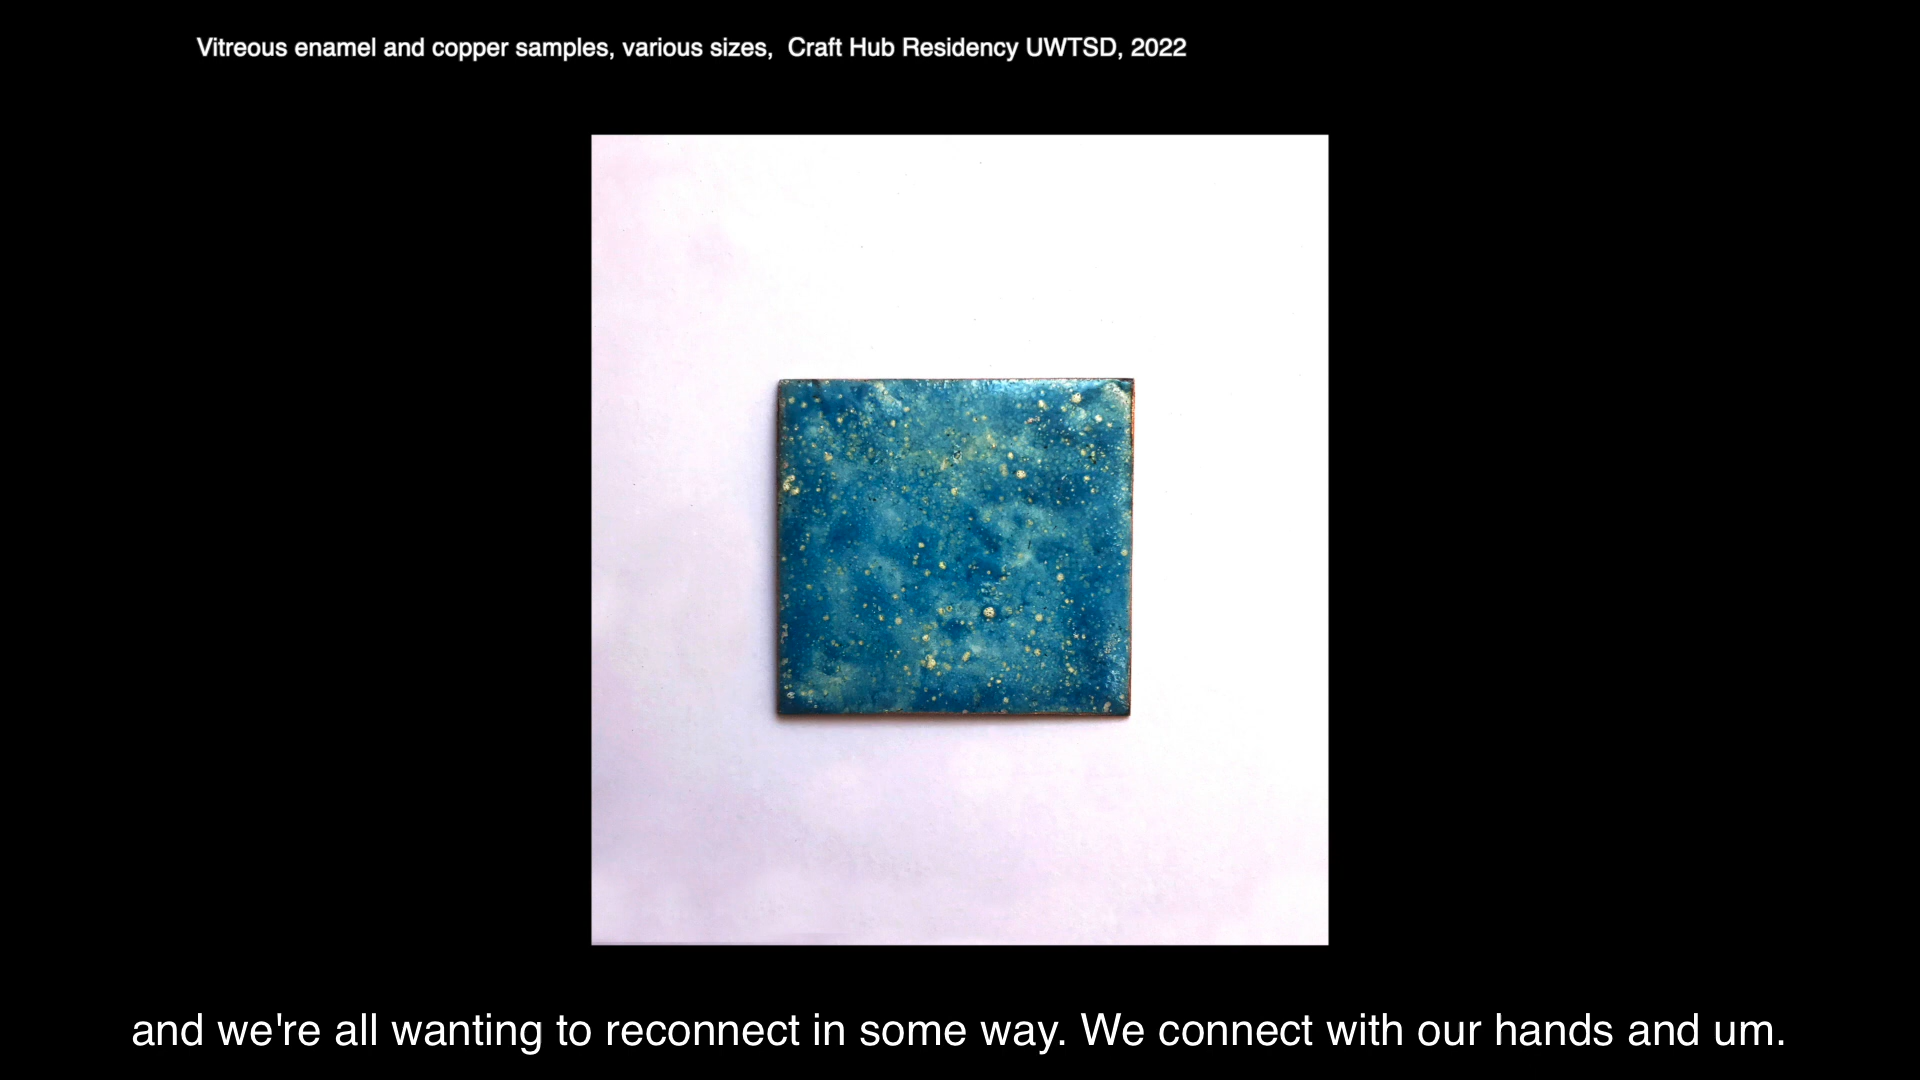 Vitreous enamel and copper samples, various sizes,  Craft Hub Residency UWTSD, 2022
and we're all wanting to reconnect in some way. We connect with our hands and um.